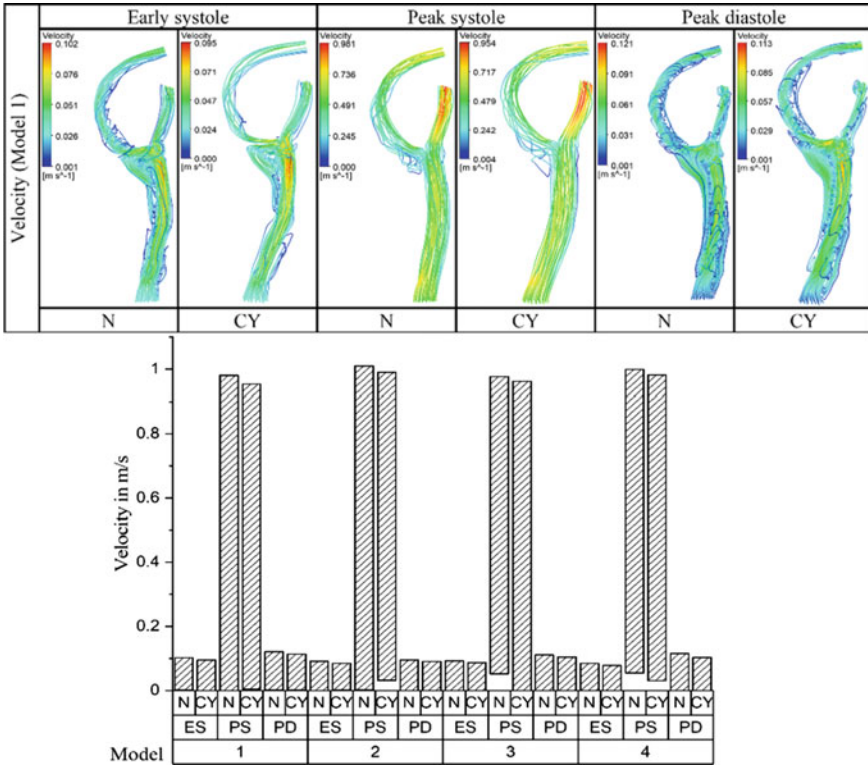 Early systole Peak systole Peak diastole
Velocity (Model 1)
Velocity
0.102
0.076
0.051
0.026
0.001
[m s^-1]
Velocity
0.095
0.071
0.047
0.024
0.000
[m s^-1]
Velocity
0.981
0.736
0.491
0.245
0.001
[m s^-1]
Velocity
0.954
0.717
0.479
0.242
0.004
[m s^-1]
Velocity
0.121
0.091
0.061
0.031
0.001
[m s^-1]
Velocity
0.113
0.085
0.057
0.029
0.001
[m s^-1]
N CY N CY N CY
Velocity in m/s
1
0.8
0.6
0.4
0.2
0
N CY N CY N CY N CY N CY N CY N CY N CY N CY N CY N CY N CY
ES PS PD ES PS PD ES PS PD ES PS PD
Model 1 2 3 4